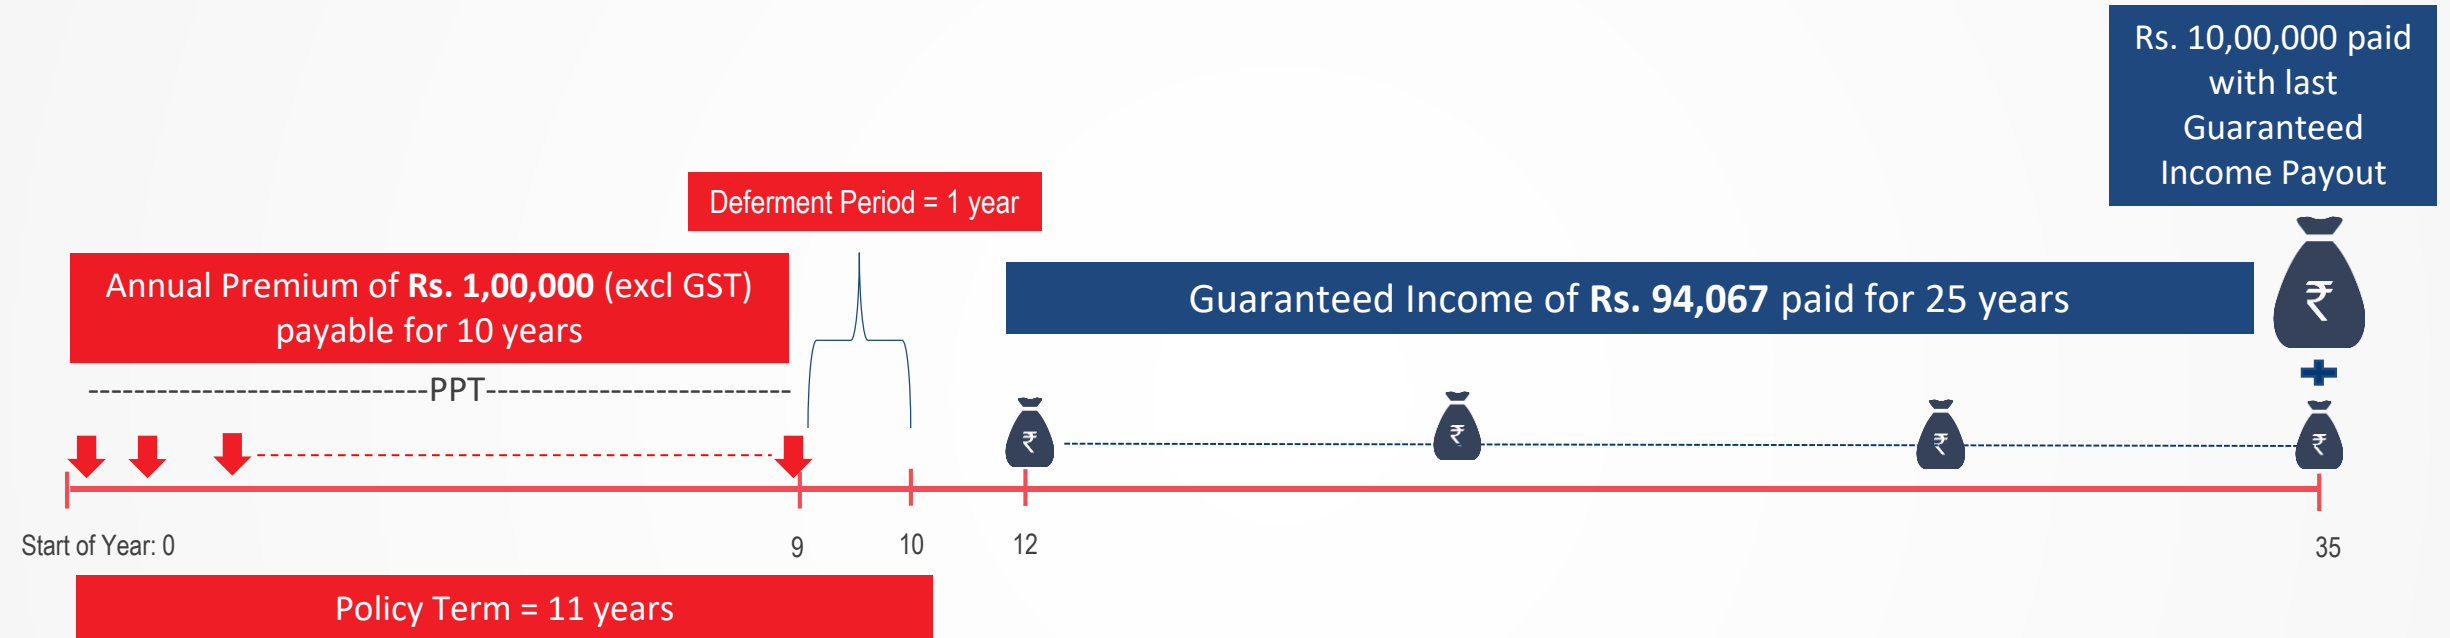 Rs. 10,00,000 paid
with last
Guaranteed
Income Payout
Deferment Period = 1 year
Annual Premium of Rs. 1,00,000 (excl GST)
payable for 10 years
Guaranteed Income of Rs. 94,067 paid for 25 years
₹
----------------------------PPT-------------------------
₹
₹
₹
₹
Start of Year: 0
9
10
12
35
Policy Term = 11 years